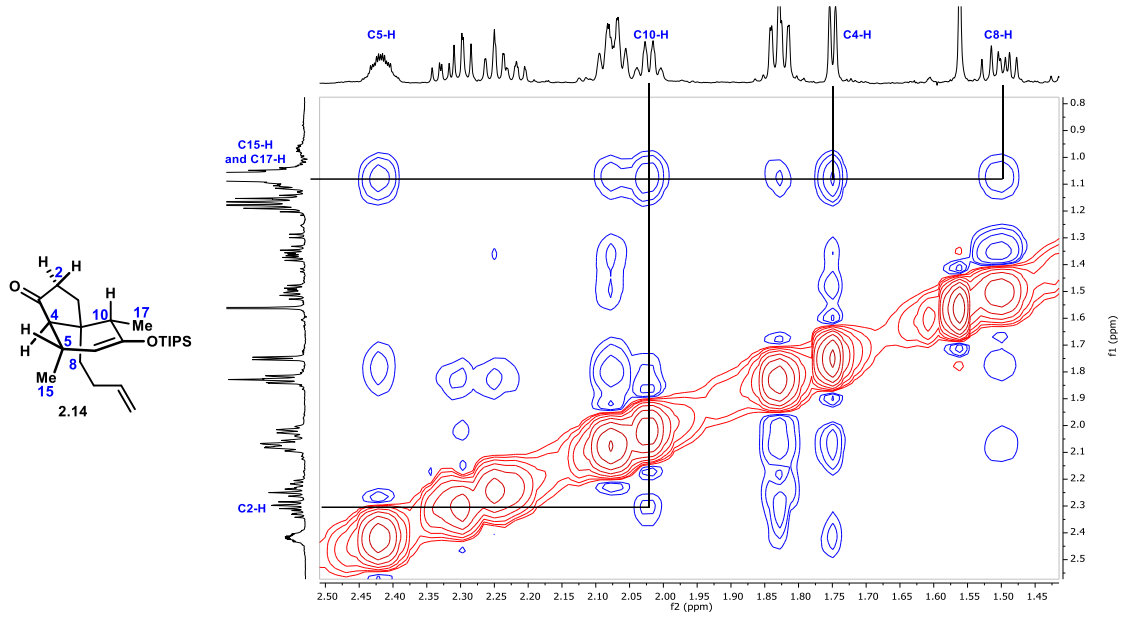 C5-H
C10-H
C4-H
C8-H
C15-H
and C17-H
C2-H
0.8
0.9
1.0
1.1
1.2
1.3
1.4
1.5
1.6
1.7
1.8
1.9
2.0
2.1
2.2
2.3
2.4
2.5
f1 (ppm)
2.50 2.45 2.40 2.35 2.30 2.25 2.20 2.15 2.10 2.05 2.00 1.95 1.90 1.85 1.80 1.75 1.70 1.65 1.60 1.55 1.50 1.45
f2 (ppm)
H 2 H
O
H
H 4 10 17
Me
H 5 OTIPS
8
Me
15
2.14